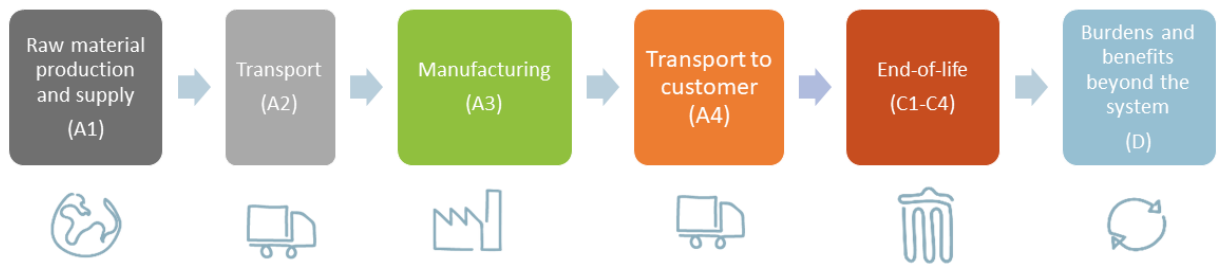 Raw material
production
and supply
(A1)
Transport
(A2)
Manufacturing
(A3)
Transport to
customer
(A4)
End-of-life
(C1-C4)
Burdens and
benefits
beyond the
system
(D)